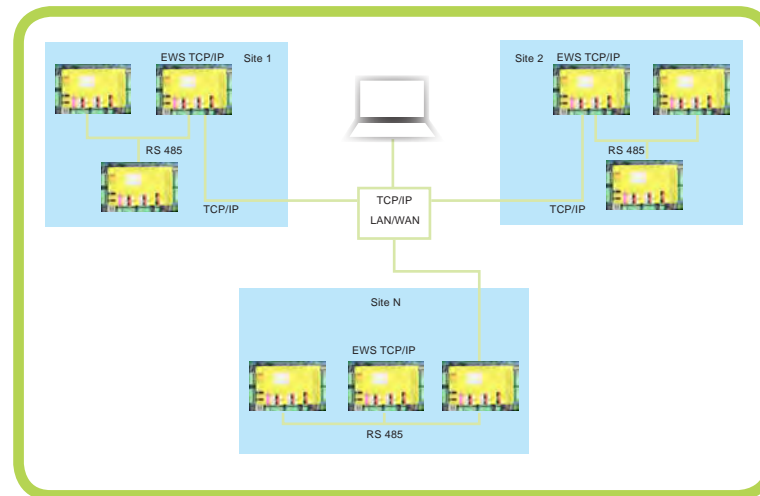 EWS TCP/IP
Site 1
RS 485
TCP/IP
Site 2
EWS TCP/IP
RS 485
TCP/IP
TCP/IP
LAN/WAN
Site N
EWS TCP/IP
RS 485